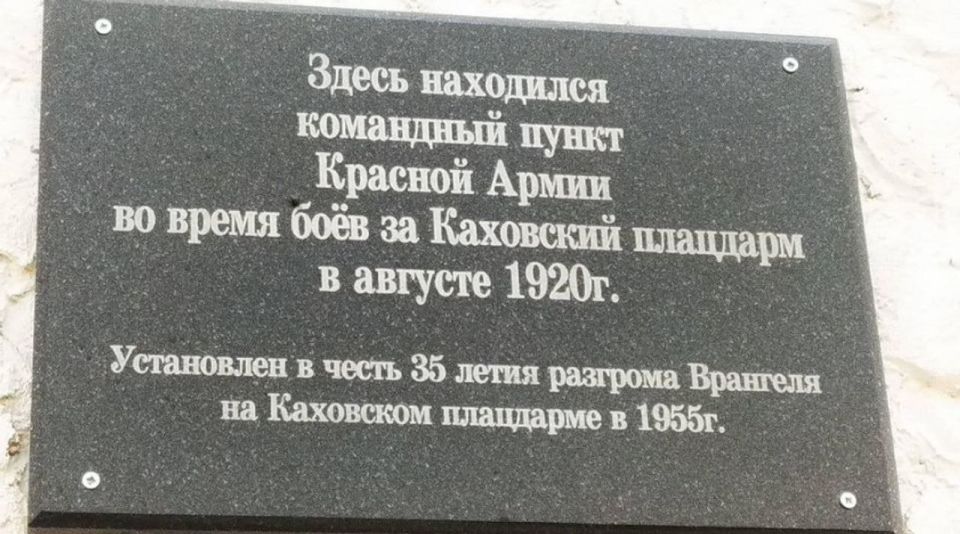 Здесь находился
командный пункт
Красной Армии
во время боёв за Каховский плацдарм
в августе 1920г.
Установлен в честь 35 летия разгрома Врангеля
на Каховском плацдарме в 1955г.